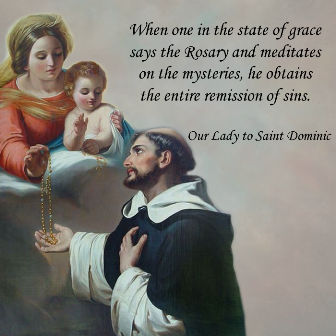 When one in the state of grace
says the Rosary and meditates
on the mysteries, he obtains
the entire remission of sins.
Our Lady to Saint Dominic